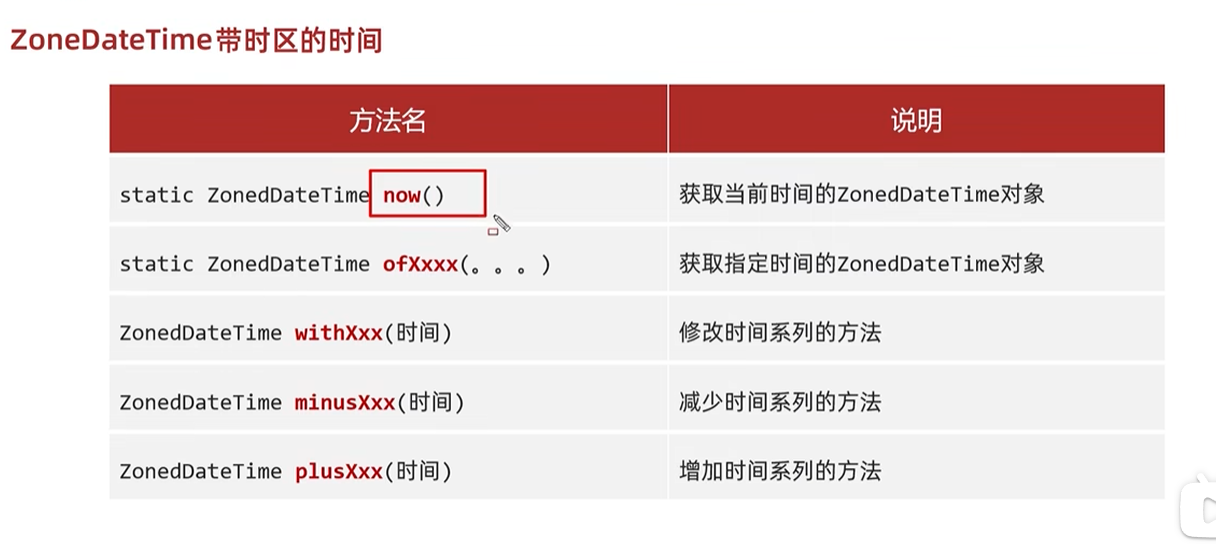 ZoneDateTime带时区的时间
方法名 说明
static ZonedDateTime now() 获取当前时间的ZonedDateTime对象
static ZonedDateTime ofXxxx(。。。) 获取指定时间的ZonedDateTime对象
ZonedDateTime withXxx(时间) 修改时间系列的方法
ZonedDateTime minusXxx(时间) 减少时间系列的方法
ZonedDateTime plusXxx(时间) 增加时间系列的方法